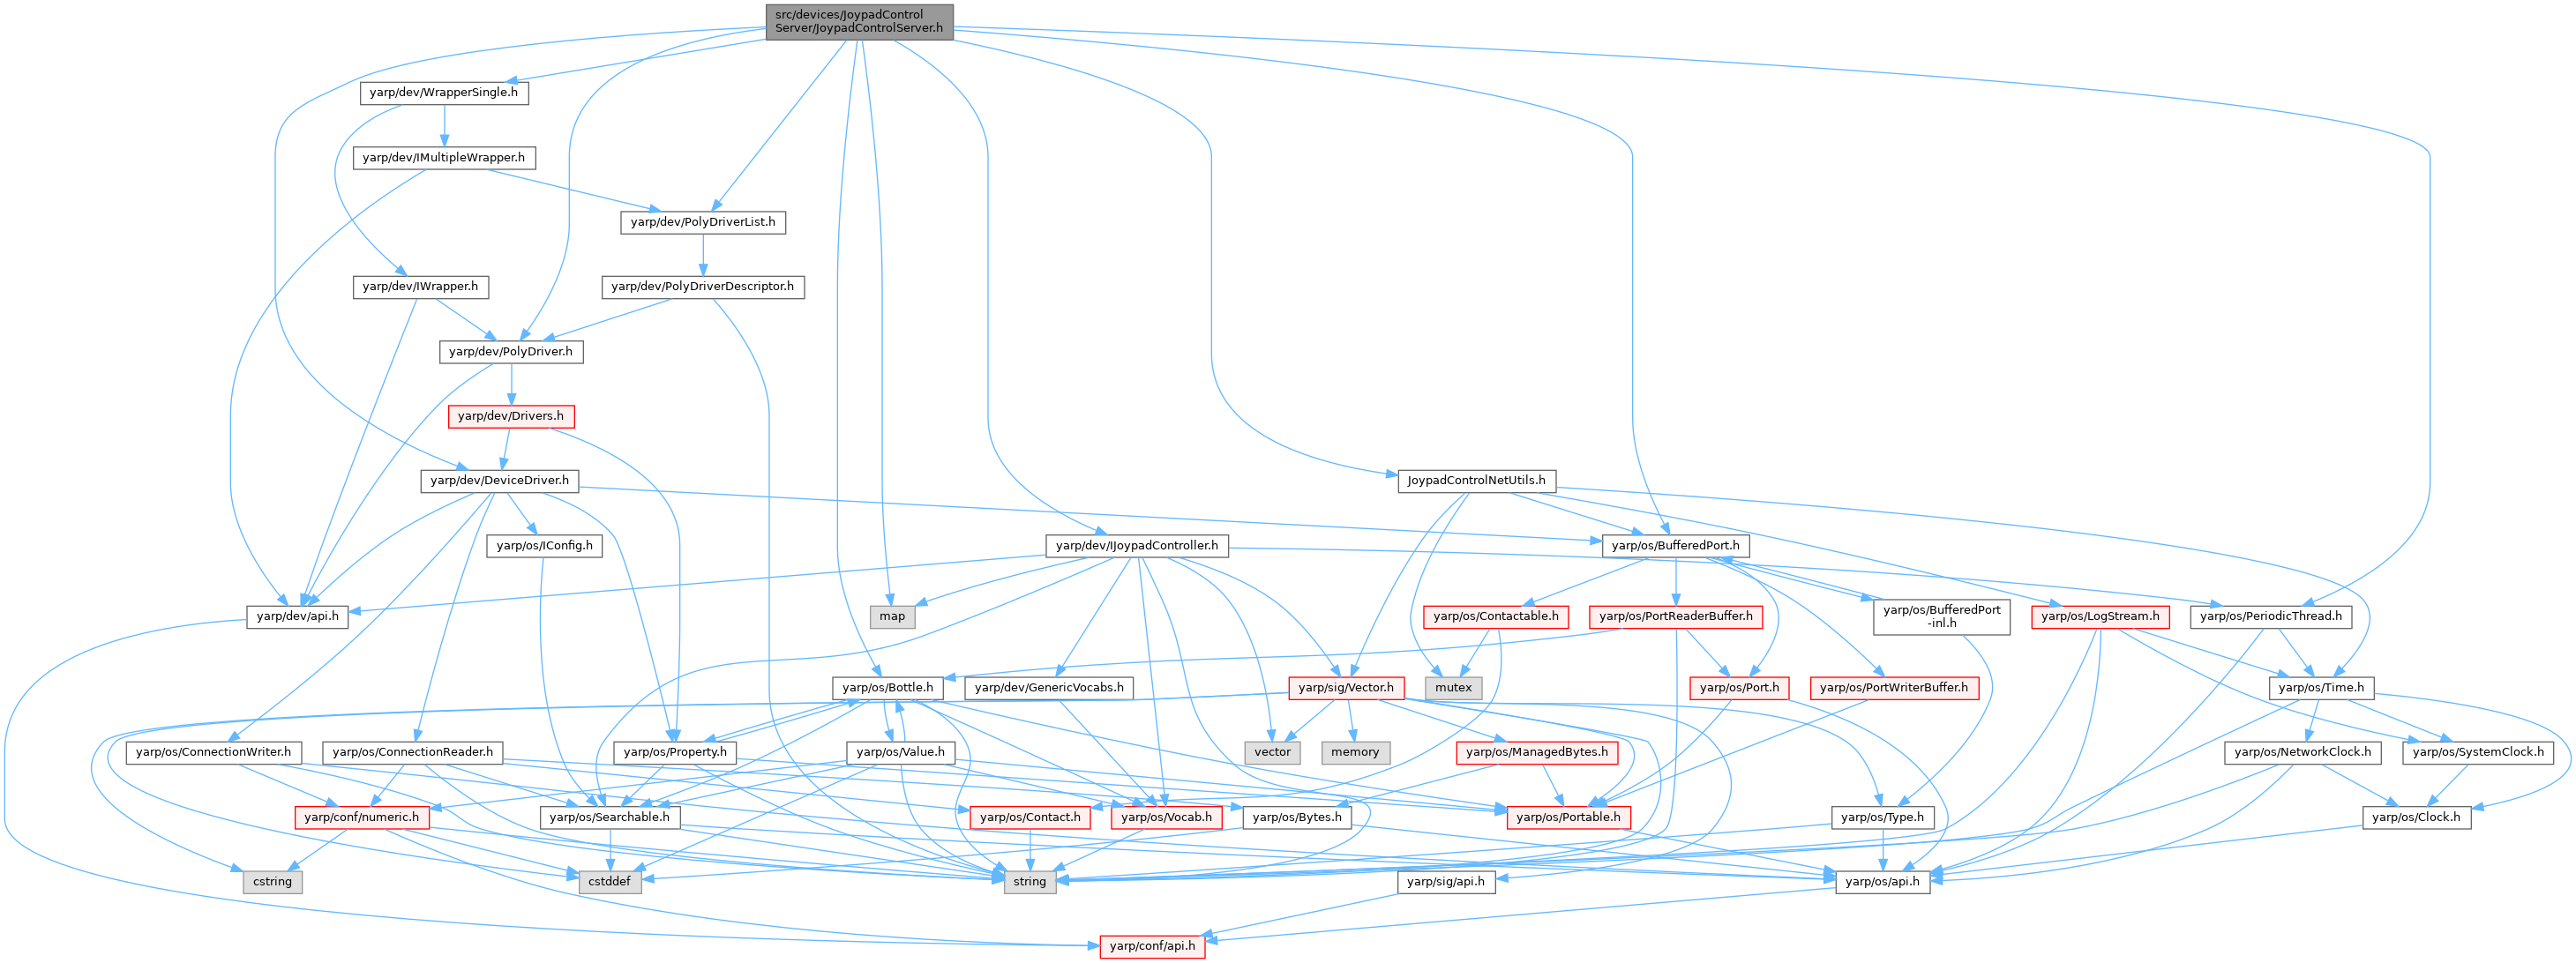 src/devices/JoypadControl
Server/JoypadControlServer.h
yarp/dev/WrapperSingle.h
yarp/dev/IMultipleWrapper.h
yarp/dev/PolyDriverList.h
yarp/dev/IWrapper.h
yarp/dev/PolyDriverDescriptor.h
yarp/dev/PolyDriver.h
yarp/dev/Drivers.h
yarp/dev/DeviceDriver.h
JoypadControlNetUtils.h
yarp/os/IConfig.h
yarp/dev/IJoypadController.h
yarp/os/BufferedPort.h
yarp/dev/api.h
map
yarp/os/Contactable.h
yarp/os/PortReaderBuffer.h
yarp/os/BufferedPort
-inl.h
yarp/os/LogStream.h
yarp/os/PeriodicThread.h
yarp/os/Bottle.h
yarp/dev/GenericVocabs.h
yarp/sig/Vector.h
mutex
yarp/os/Port.h
yarp/os/PortWriterBuffer.h
yarp/os/Time.h
yarp/os/ConnectionWriter.h
yarp/os/ConnectionReader.h
yarp/os/Property.h
yarp/os/Value.h
vector
memory
yarp/os/ManagedBytes.h
yarp/os/NetworkClock.h
yarp/os/SystemClock.h
yarp/conf/numeric.h
yarp/os/Searchable.h
yarp/os/Contact.h
yarp/os/Vocab.h
yarp/os/Bytes.h
yarp/os/Portable.h
yarp/os/Type.h
yarp/os/Clock.h
cstring
cstddef
string
yarp/sig/api.h
yarp/os/api.h
yarp/conf/api.h